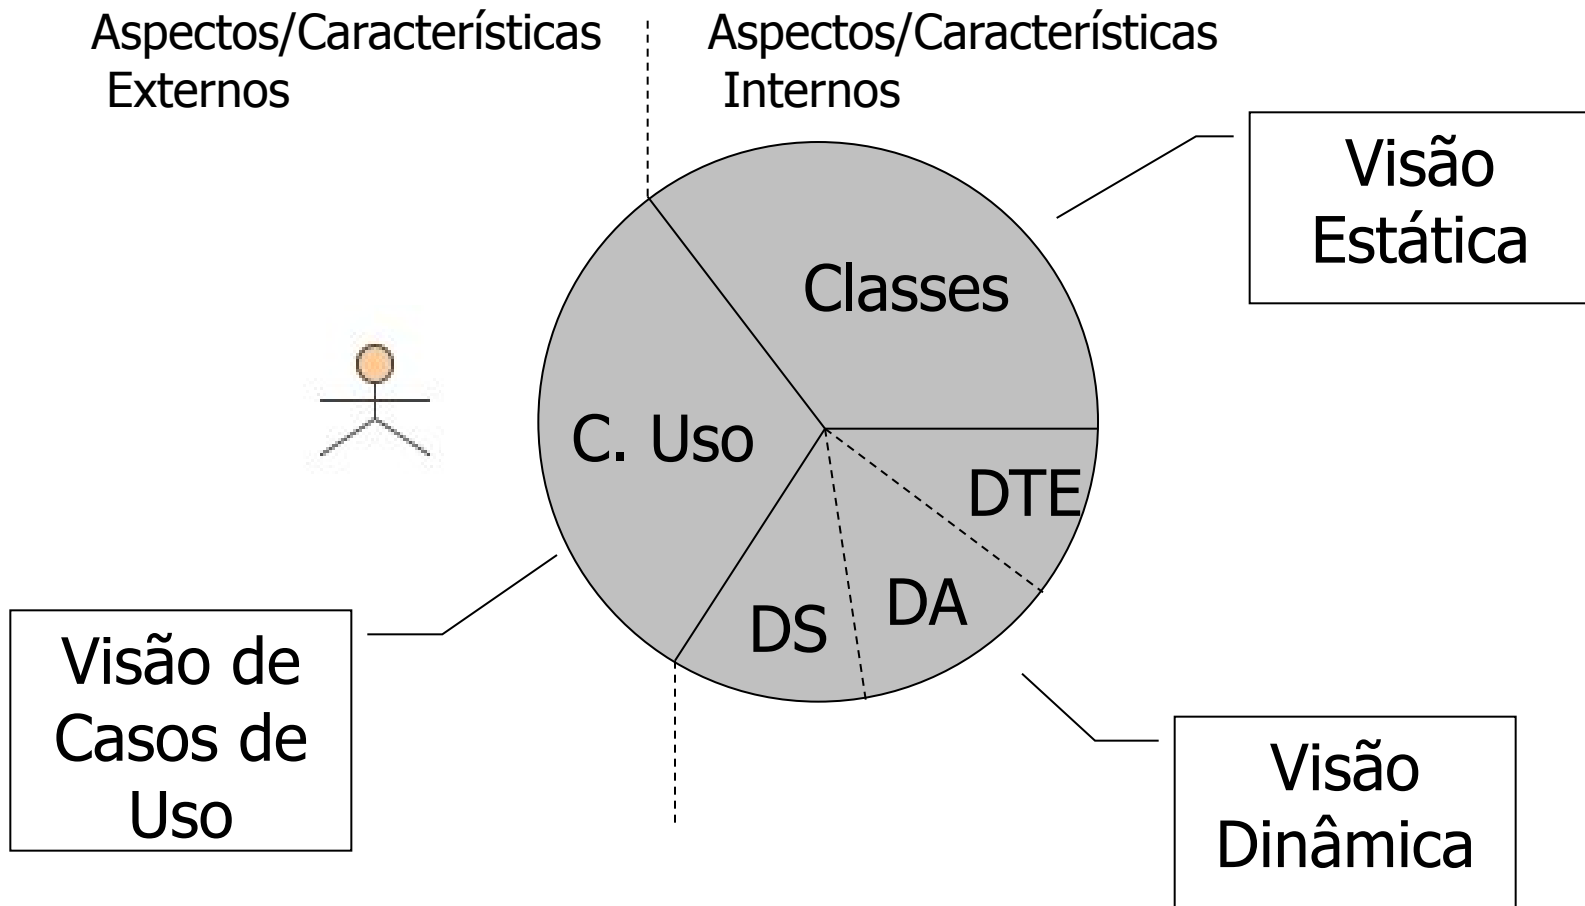 Aspectos/Características
Externos
Aspectos/Características
Internos
Visão
Estática
Classes
C. Uso
DTE
DA
DS
Visão de
Casos de
Uso
Visão
Dinâmica